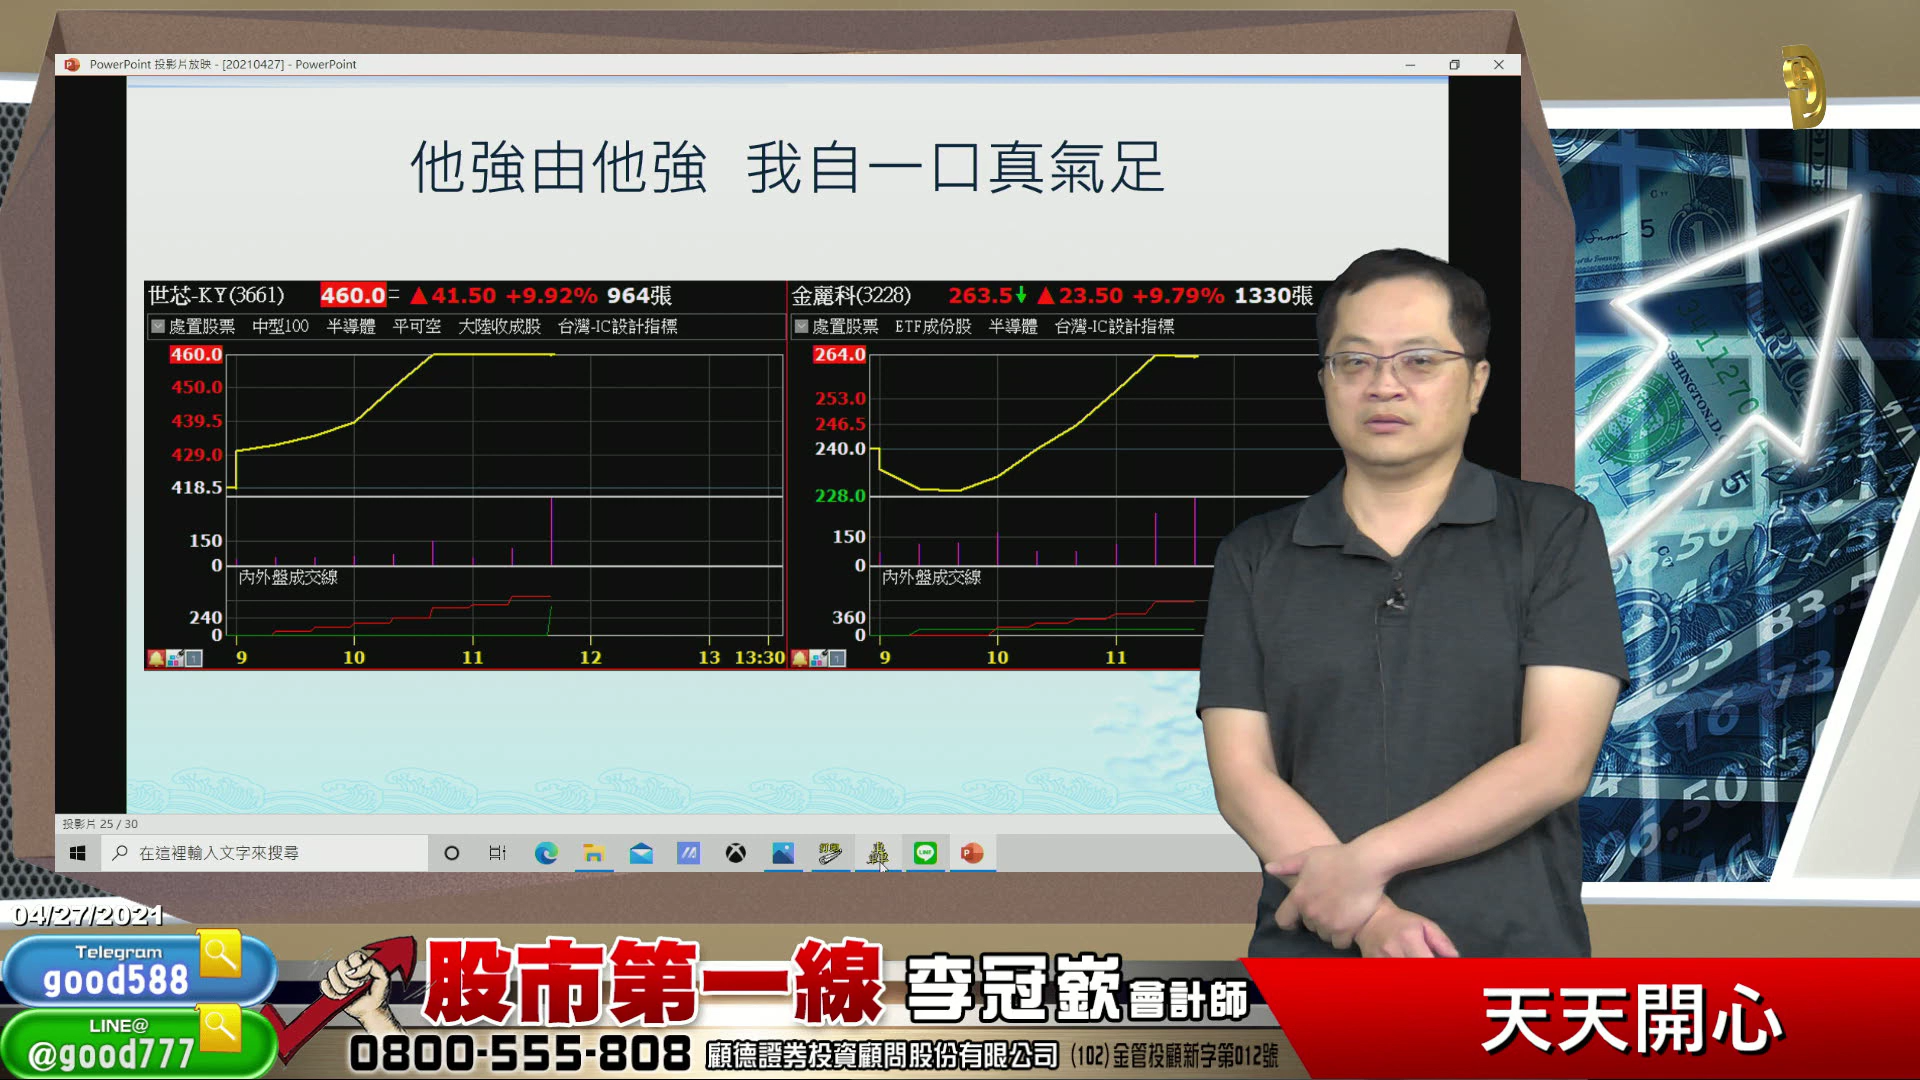 PowerPoint 投影片放映 - [20210427] - PowerPoint
他強由他強 我自一口真氣足
世芯-KY(3661) 460.0= ▲41.50 +9.92% 964張
處置股票 中型100 半導體 平可空 大陸收成股 台灣-IC設計指標
460.0
450.0
439.5
429.0
418.5
150
0
內外盤成交線
240
0
9 10 11 12 13 13:30
金麗科(3228) 263.5↓ ▲23.50 +9.79% 1330張
處置股票 ETF成份股 半導體 台灣-IC設計指標
264.0
253.0
246.5
240.0
228.0
150
0
內外盤成交線
360
0
9 10 11
投影片 25 / 30
在這裡輸入文字來搜尋
04/27/2021
Telegram
good588
LINE@
@good777
股市第一線 李冠嶔 會計師
0800-555-808 顧德證券投資顧問股份有限公司 (102)金管投顧新字第012號
天天開心